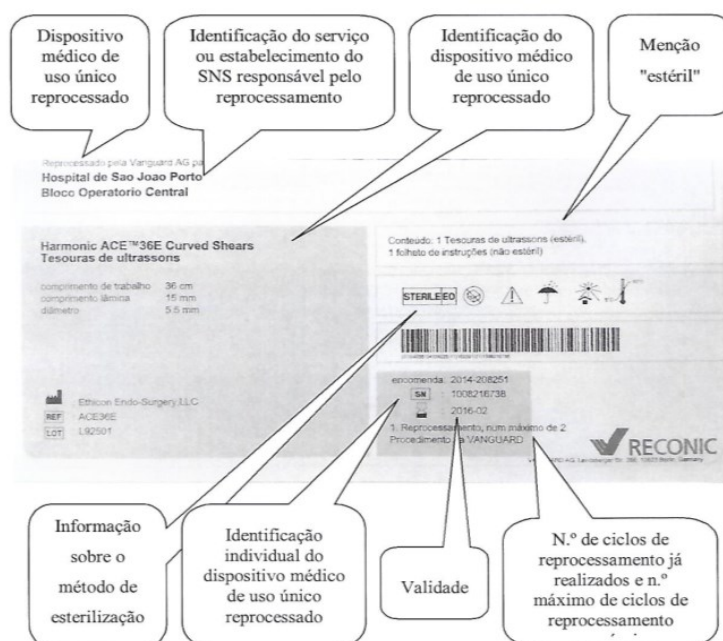 Dispositivo
médico de
uso único
reprocessado
Identificação do serviço
ou estabelecimento do
SNS responsável pelo
reprocessamento
Identificação do
dispositivo médico
de uso único
reprocessado
Menção
"estéril"
Reprocessado pela Vanguard AG pa
Hospital de Sao Joao Porto
Bloco Operatorio Central
Harmonic ACE™36E Curved Shears
Tesouras de ultrassons
comprimento de trabalho 36 cm
comprimento lâmina 15 mm
diâmetro 5.5 mm
Ethicon Endo-Surgery,LLC
REF : ACE36E
LOT : L92501
Conteúdo: 1 Tesouras de ultrassons (estéril),
1 folheto de instruções (não estéril)
STERILE EO
encomenda: 2014-208251
SN : 1008216738
: 2016-02
1. Reprocessamento, num máximo de 2
Procedimento VANGUARD
RECONIC
Informação
sobre o
método de
esterilização
Identificação
individual do
dispositivo médico
de uso único
reprocessado
Validade
N.º de ciclos de
reprocessamento já
realizados e n.º
máximo de ciclos de
reprocessamento